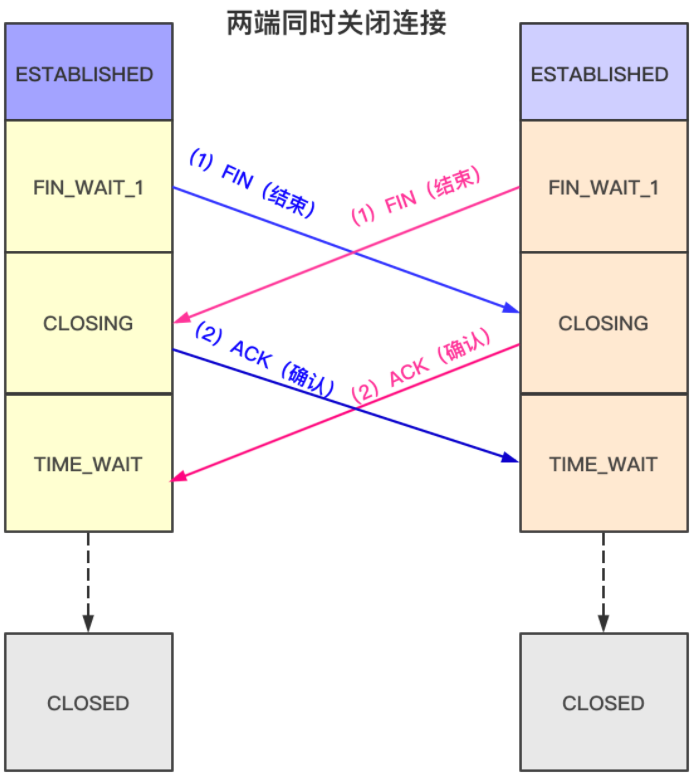 两端同时关闭连接
ESTABLISHED
ESTABLISHED
FIN_WAIT_1
(1) FIN（结束）
(1) FIN（结束）
FIN_WAIT_1
CLOSING
CLOSING
(2) ACK（确认）
(2) ACK（确认）
TIME_WAIT
TIME_WAIT
CLOSED
CLOSED